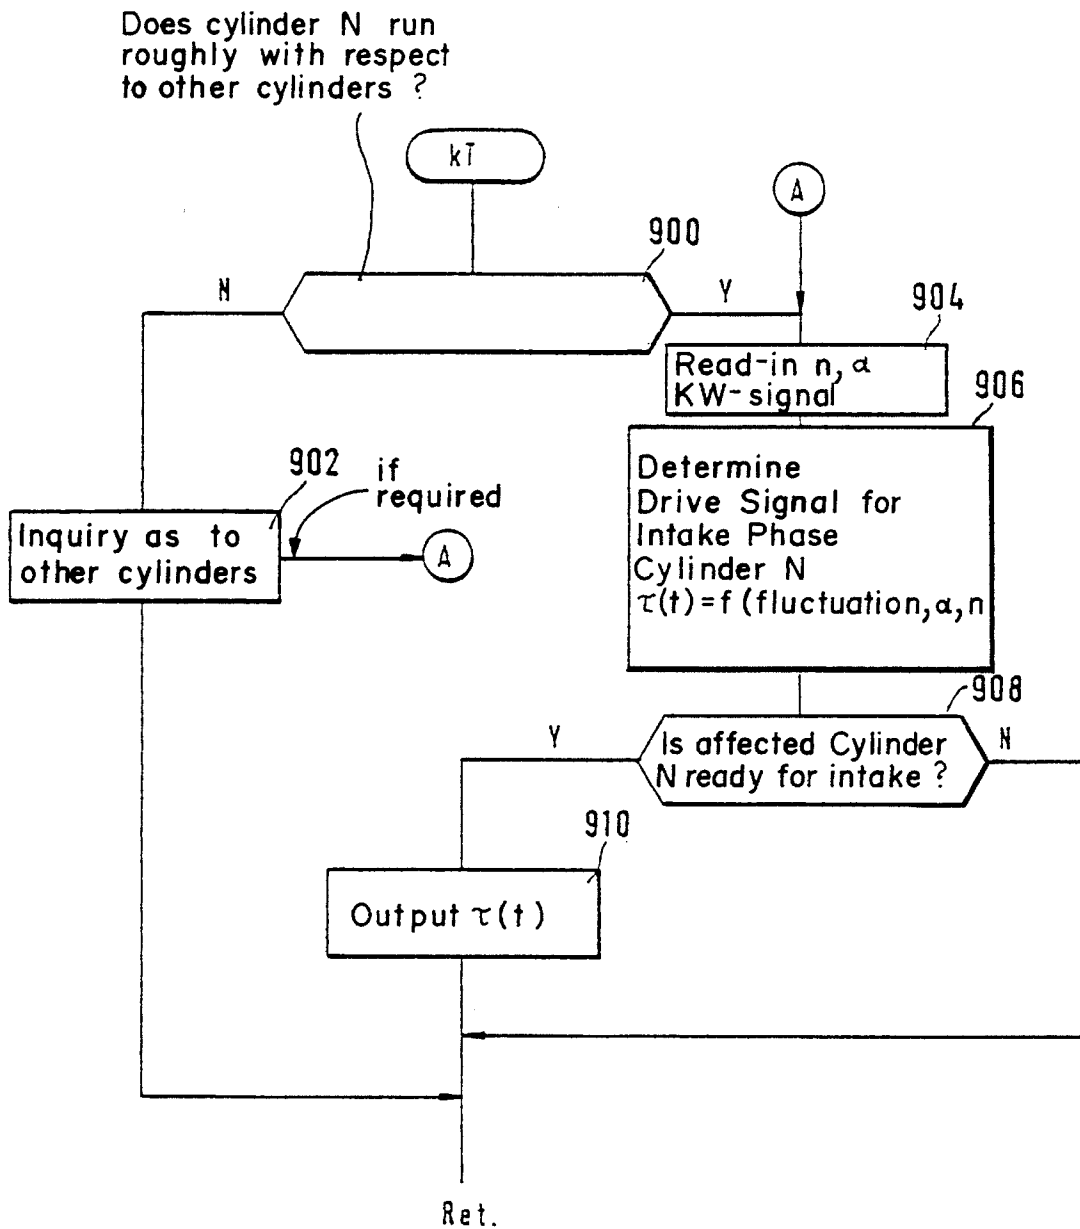 Does cylinder N run
roughly with respect
to other cylinders ?
kT
A
900
N
Y
904
Read-in n, α
KW-signal
906
902
if
required
Determine
Drive Signal for
Intake Phase
Cylinder N
τ(t)=f (fluctuation, α, n
Inquiry as to
other cylinders
A
908
Y
Is affected Cylinder
N ready for intake ?
N
910
Output τ(t)
Ret.